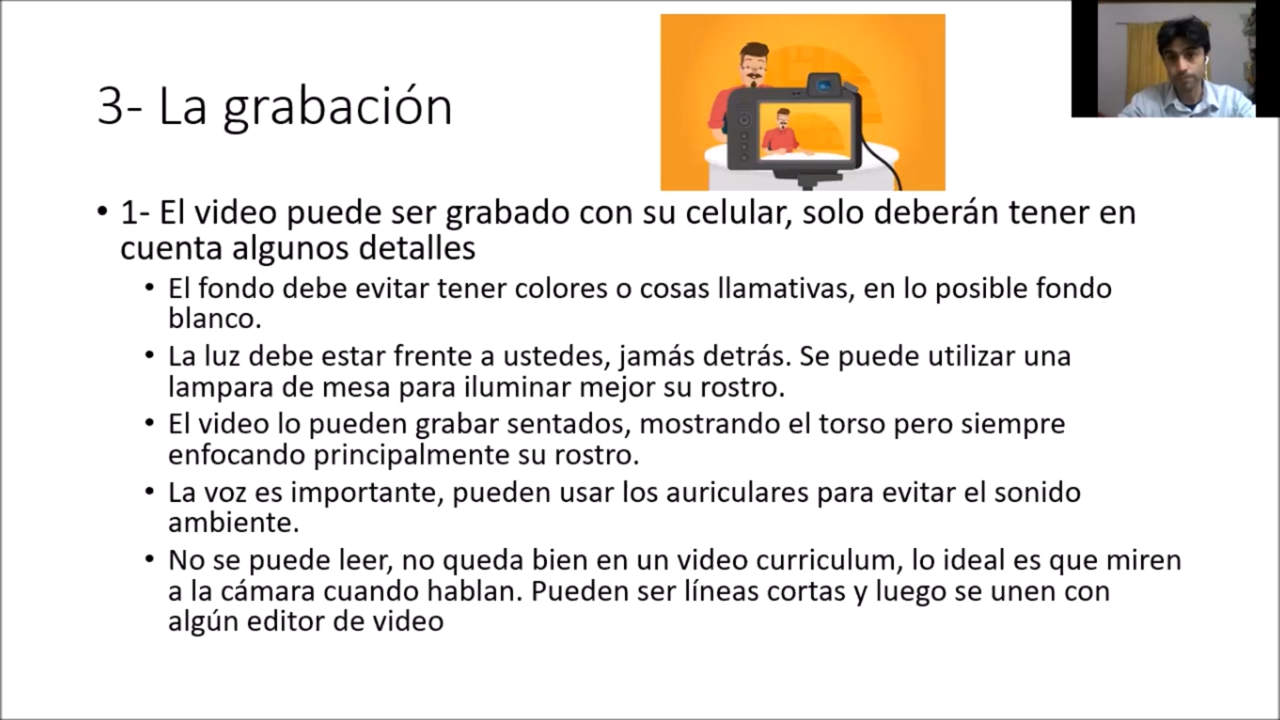 3- La grabación
• 1- El video puede ser grabado con su celular, solo deberán tener en
cuenta algunos detalles
• El fondo debe evitar tener colores o cosas llamativas, en lo posible fondo
blanco.
• La luz debe estar frente a ustedes, jamás detrás. Se puede utilizar una
lampara de mesa para iluminar mejor su rostro.
• El video lo pueden grabar sentados, mostrando el torso pero siempre
enfocando principalmente su rostro.
• La voz es importante, pueden usar los auriculares para evitar el sonido
ambiente.
• No se puede leer, no queda bien en un video curriculum, lo ideal es que miren
a la cámara cuando hablan. Pueden ser líneas cortas y luego se unen con
algún editor de video